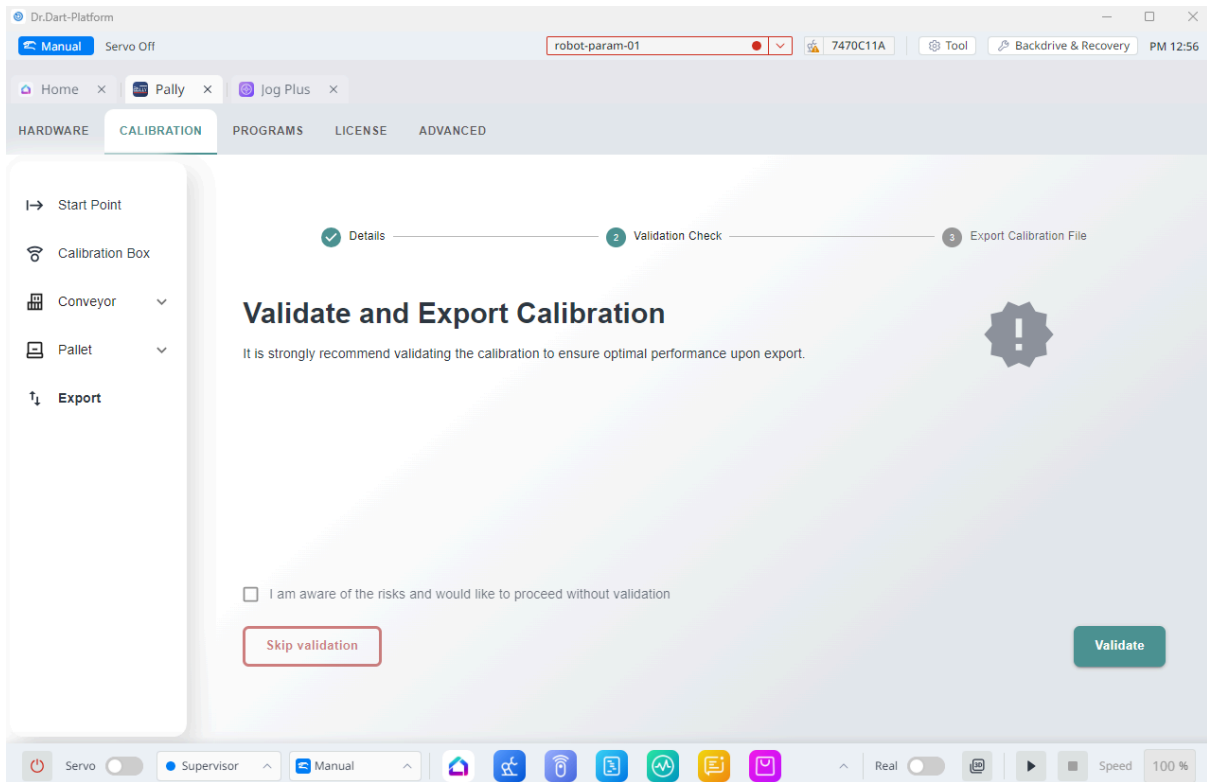 Dr.Dart-Platform
Manual Servo Off robot-param-01 7470C11A Tool Backdrive & Recovery PM 12:56
Home Pally Jog Plus
HARDWARE CALIBRATION PROGRAMS LICENSE ADVANCED
Start Point
Calibration Box
Conveyor
Pallet
Export
Details 2 Validation Check 3 Export Calibration File
Validate and Export Calibration
It is strongly recommend validating the calibration to ensure optimal performance upon export.
I am aware of the risks and would like to proceed without validation
Skip validation Validate
Servo Supervisor Manual Real 3D Speed 100 %